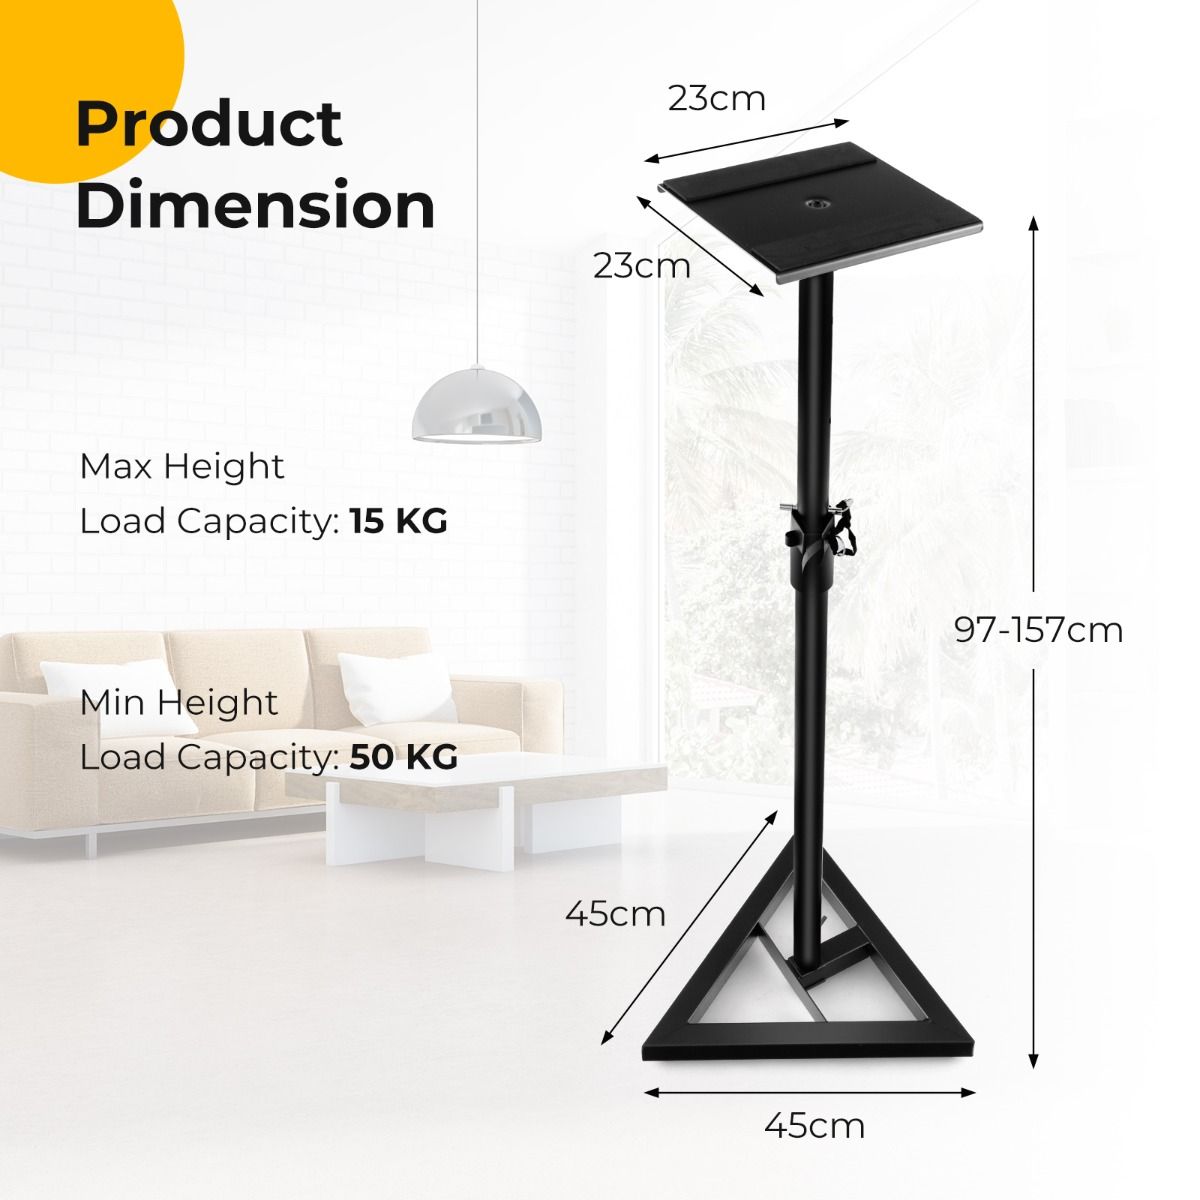 Product
Dimension
23cm
23cm
Max Height
Load Capacity: 15 KG
97-157cm
Min Height
Load Capacity: 50 KG
45cm
45cm